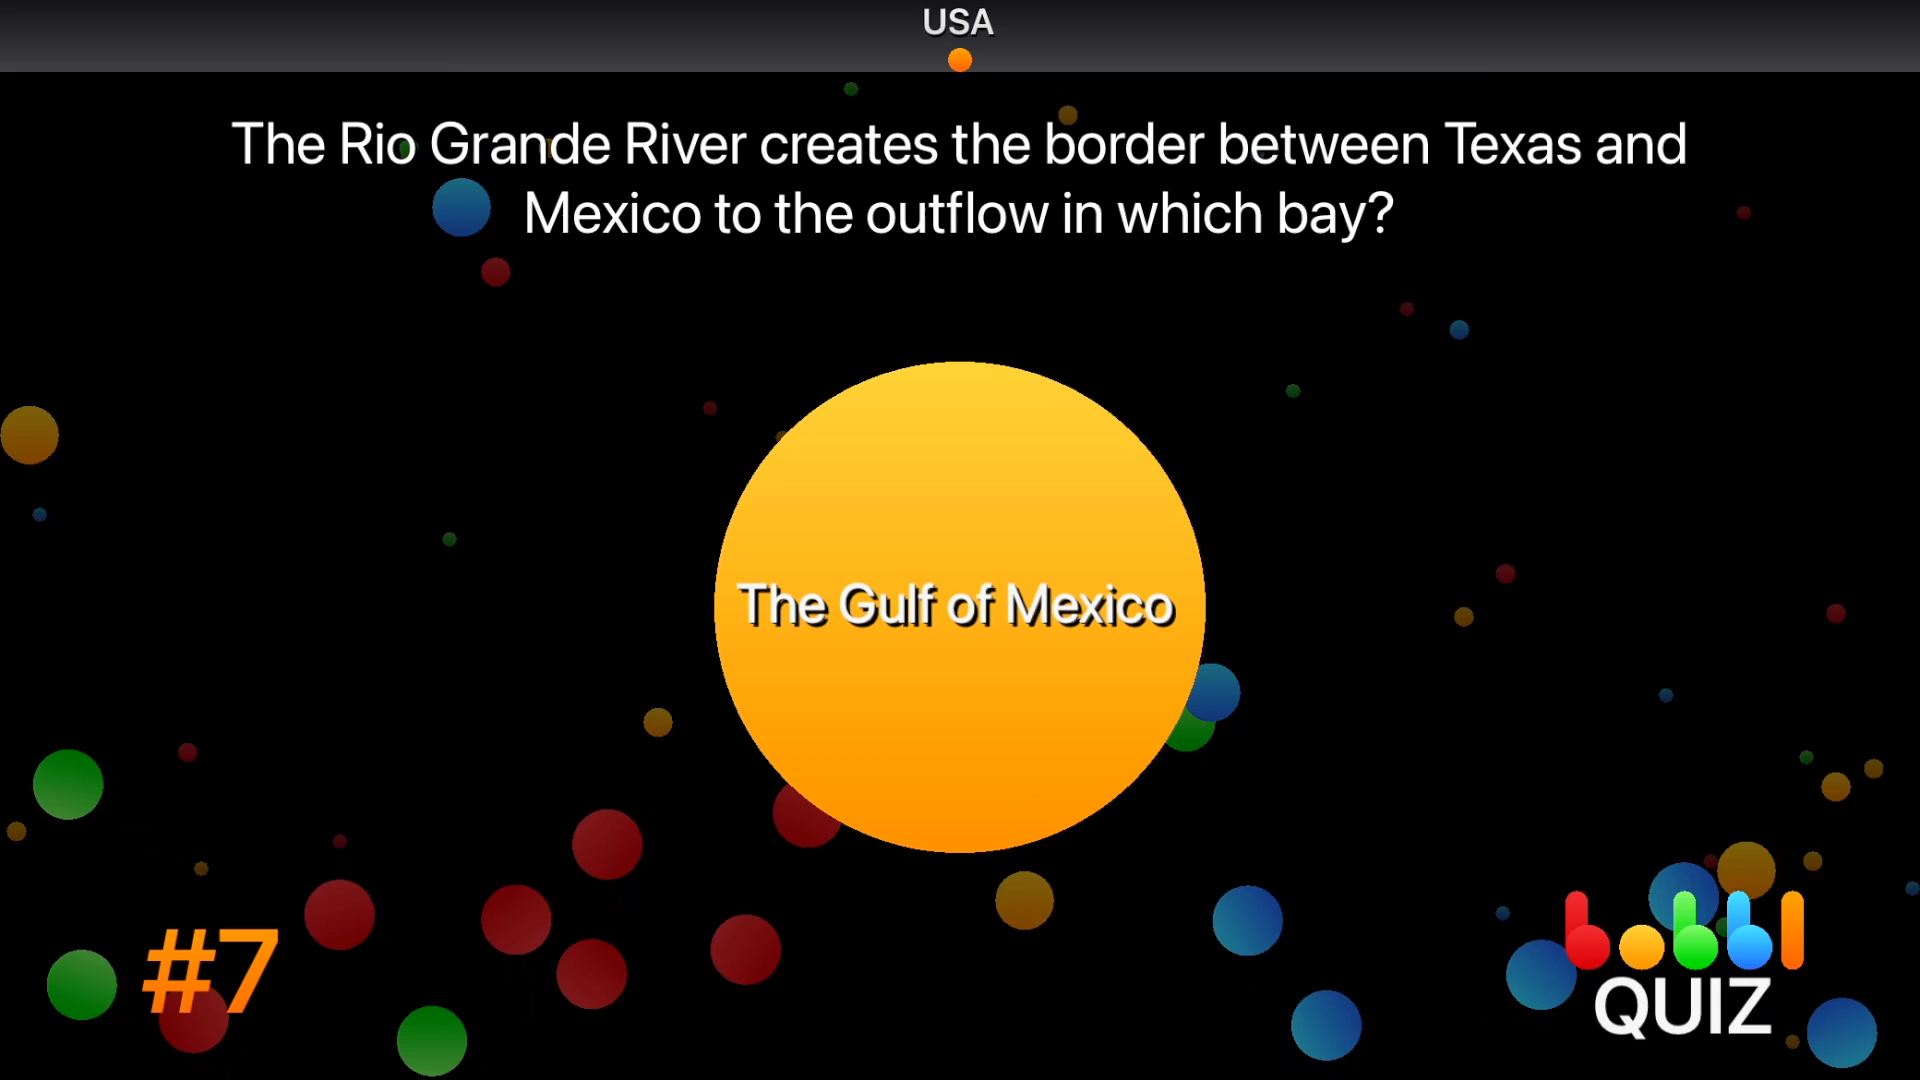 USA
The Rio Grande River creates the border between Texas and
Mexico to the outflow in which bay?
The Gulf of Mexico
#7
bobbl
QUIZ